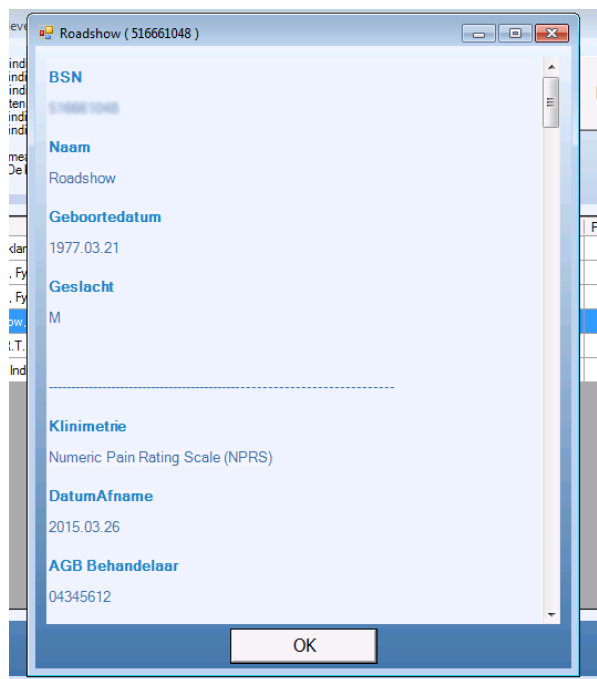 Roadshow ( 516661048 )
BSN
Naam
Roadshow
Geboortedatum
1977.03.21
Geslacht
M
----------------------------------------------------------------------
Klinimetrie
Numeric Pain Rating Scale (NPRS)
DatumAfname
2015.03.26
AGB Behandelaar
04345612
OK